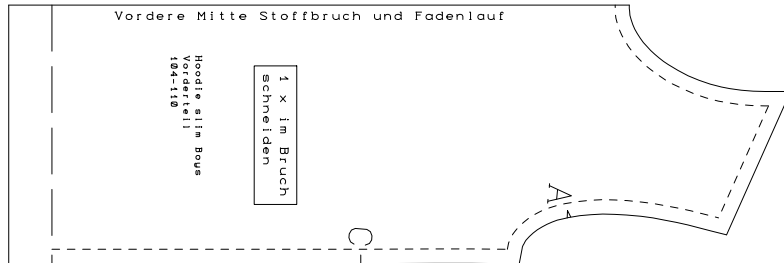 Vordere Mitte Stoffbruch und Fadenlauf
Hoodie slim Boys
Vorderteil
104-110
1 x im Bruch
schneiden
A
C